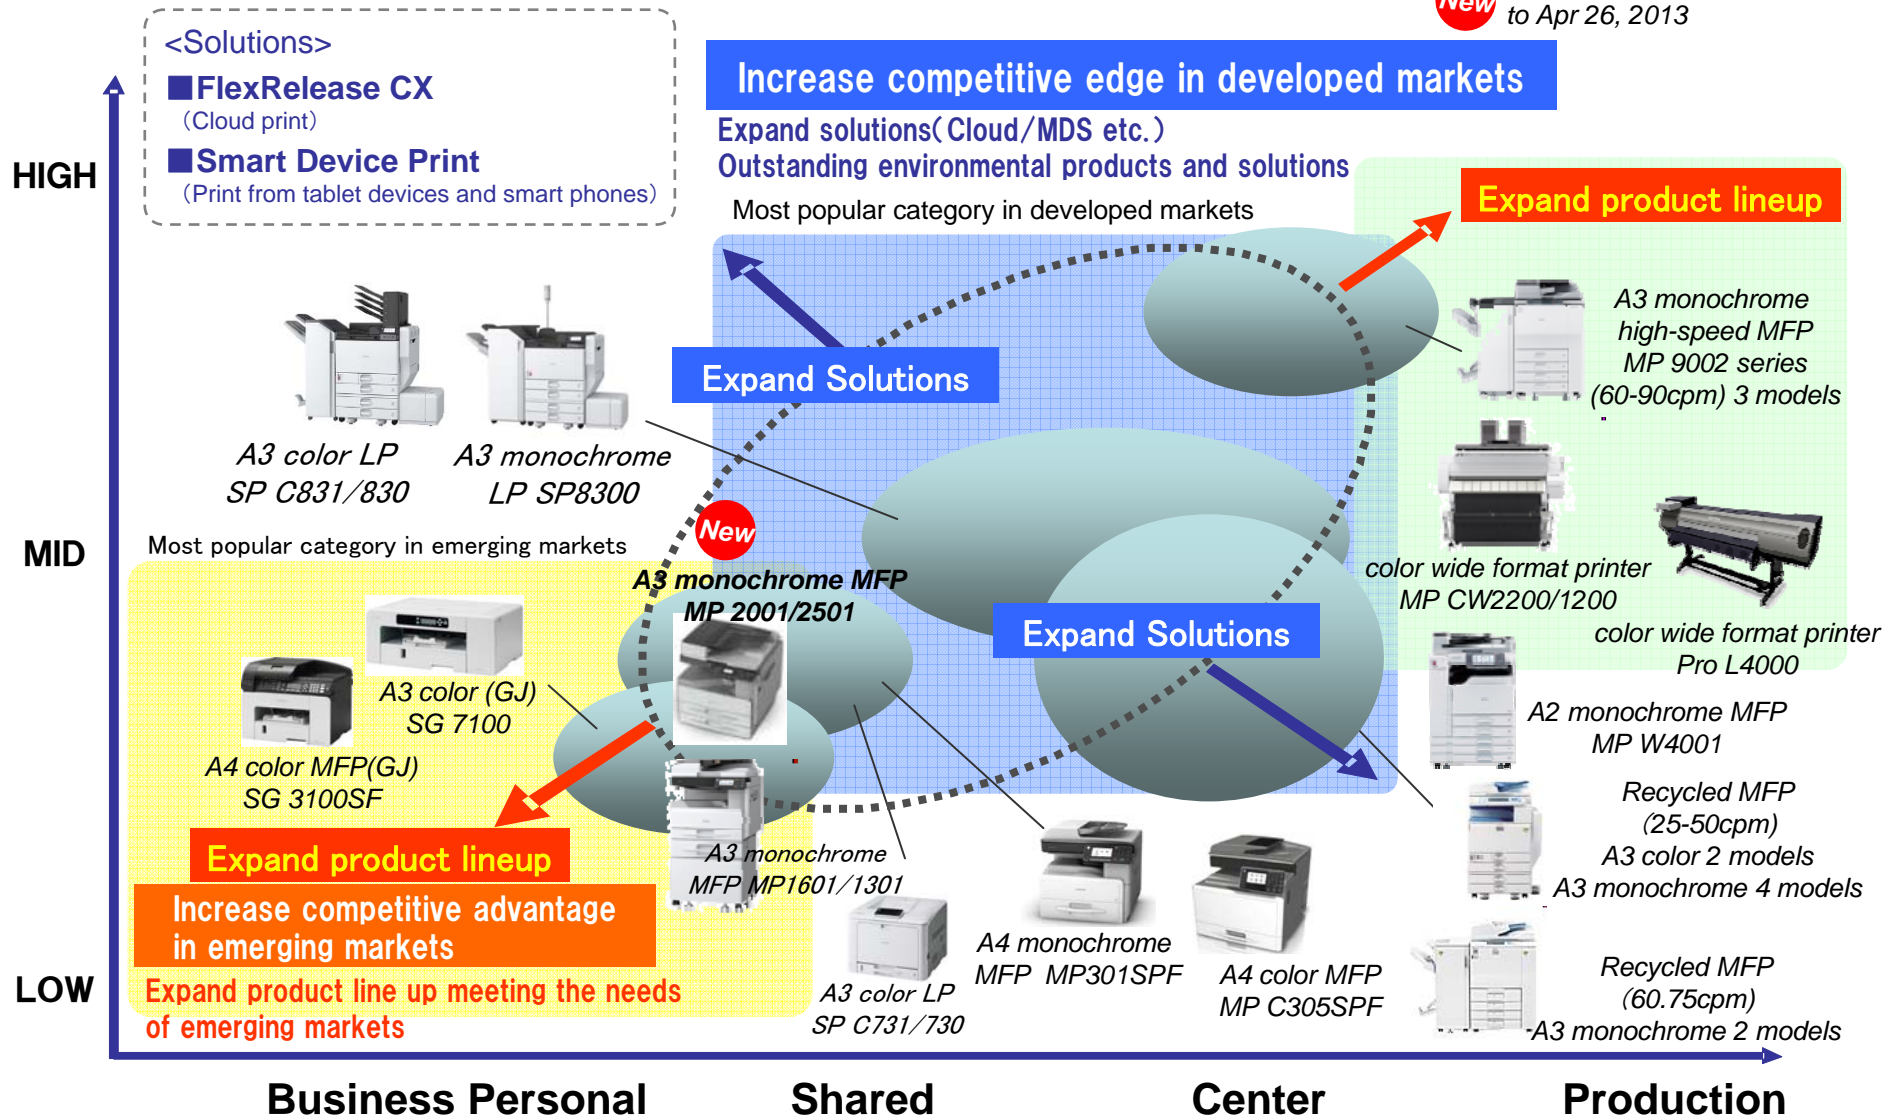 New
to Apr 26, 2013
<Solutions>
■FlexRelease CX
（Cloud print）
■Smart Device Print
（Print from tablet devices and smart phones）
Increase competitive edge in developed markets
Expand solutions(Cloud/MDS etc.)
Outstanding environmental products and solutions
HIGH
Most popular category in developed markets
Expand product lineup
A3 monochrome
high-speed MFP
MP 9002 series
(60-90cpm) 3 models
Expand Solutions
A3 color LP
SP C831/830
A3 monochrome
LP SP8300
New
MID
Most popular category in emerging markets
A3 monochrome MFP
MP 2001/2501
color wide format printer
MP CW2200/1200
Expand Solutions
color wide format printer
Pro L4000
A3 color (GJ)
SG 7100
A2 monochrome MFP
MP W4001
A4 color MFP(GJ)
SG 3100SF
Recycled MFP
(25-50cpm)
A3 color 2 models
A3 monochrome 4 models
Expand product lineup
A3 monochrome
MFP MP1601/1301
Increase competitive advantage
in emerging markets
A4 monochrome
MFP MP301SPF
A4 color MFP
MP C305SPF
Recycled MFP
(60.75cpm)
A3 monochrome 2 models
LOW
Expand product line up meeting the needs
of emerging markets
A3 color LP
SP C731/730
Business Personal
Shared
Center
Production